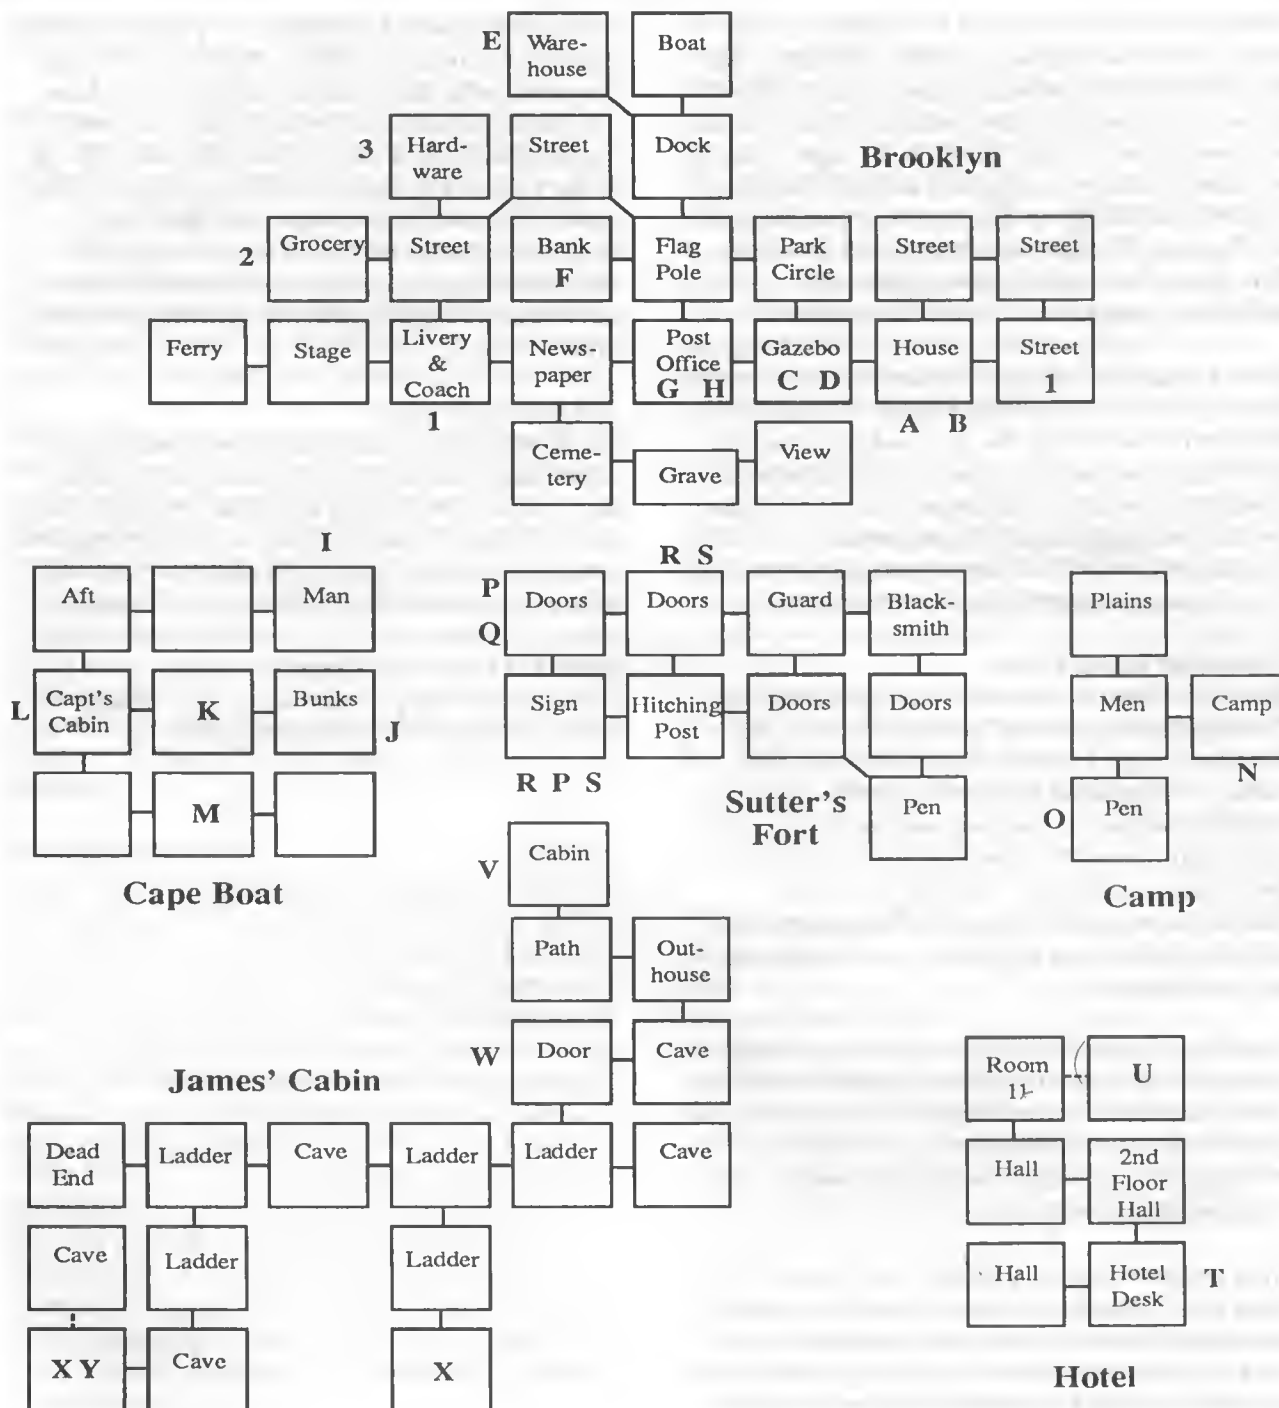 E
Ware-
house
Boat
3
Hard-
ware
Street
Dock
Brooklyn
2
Grocery
Street
Bank
F
Flag
Pole
Park
Circle
Street
Street
Ferry
Stage
Livery
&
Coach
1
News-
paper
Post
Office
G H
Gazebo
C D
House
A B
Street
1
Ceme-
tery
Grave
View
I
Aft
Man
L
Capt's
Cabin
K
Bunks
J
M
Cape Boat
R S
P
Q
Doors
Doors
Guard
Black-
smith
Sign
Hitching
Post
Doors
Doors
R P S
Pen
Sutter's
Fort
Plains
Men
Camp
N
O
Pen
Camp
V
Cabin
Path
Out-
house
W
Door
Cave
James' Cabin
Dead
End
Ladder
Cave
Ladder
Ladder
Cave
Cave
Ladder
Ladder
X Y
Cave
X
Room
11
U
Hall
2nd
Floor
Hall
Hall
Hotel
Desk
T
Hotel